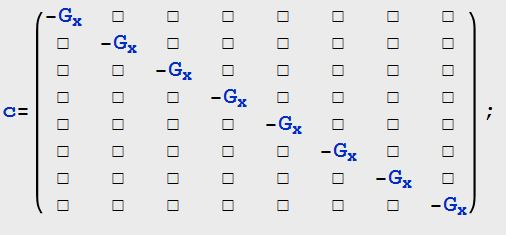 -Gx □ □ □ □ □ □ □
□ -Gx □ □ □ □ □ □
□ □ -Gx □ □ □ □ □
c= □ □ □ -Gx □ □ □ □ ;
□ □ □ □ -Gx □ □ □
□ □ □ □ □ -Gx □ □
□ □ □ □ □ □ -Gx □
□ □ □ □ □ □ □ -Gx